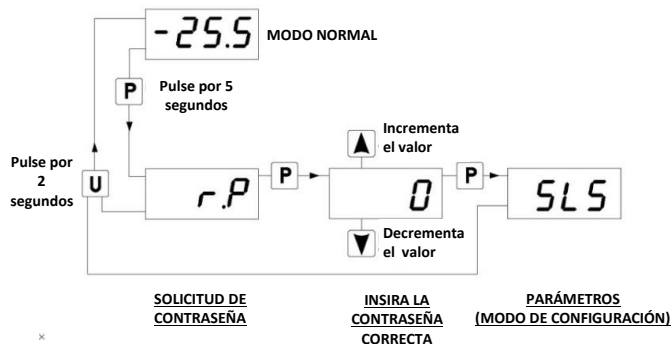 -25.5
MODO NORMAL
P
Pulse por 5
segundos
Pulse por
2
segundos
U
r.P
P
Incrementa
el valor
0
P
SLS
Decrementa
el valor
SOLICITUD DE
CONTRASEÑA
INSIRA LA
CONTRASEÑA
CORRECTA
PARÁMETROS
(MODO DE CONFIGURACIÓN)
×